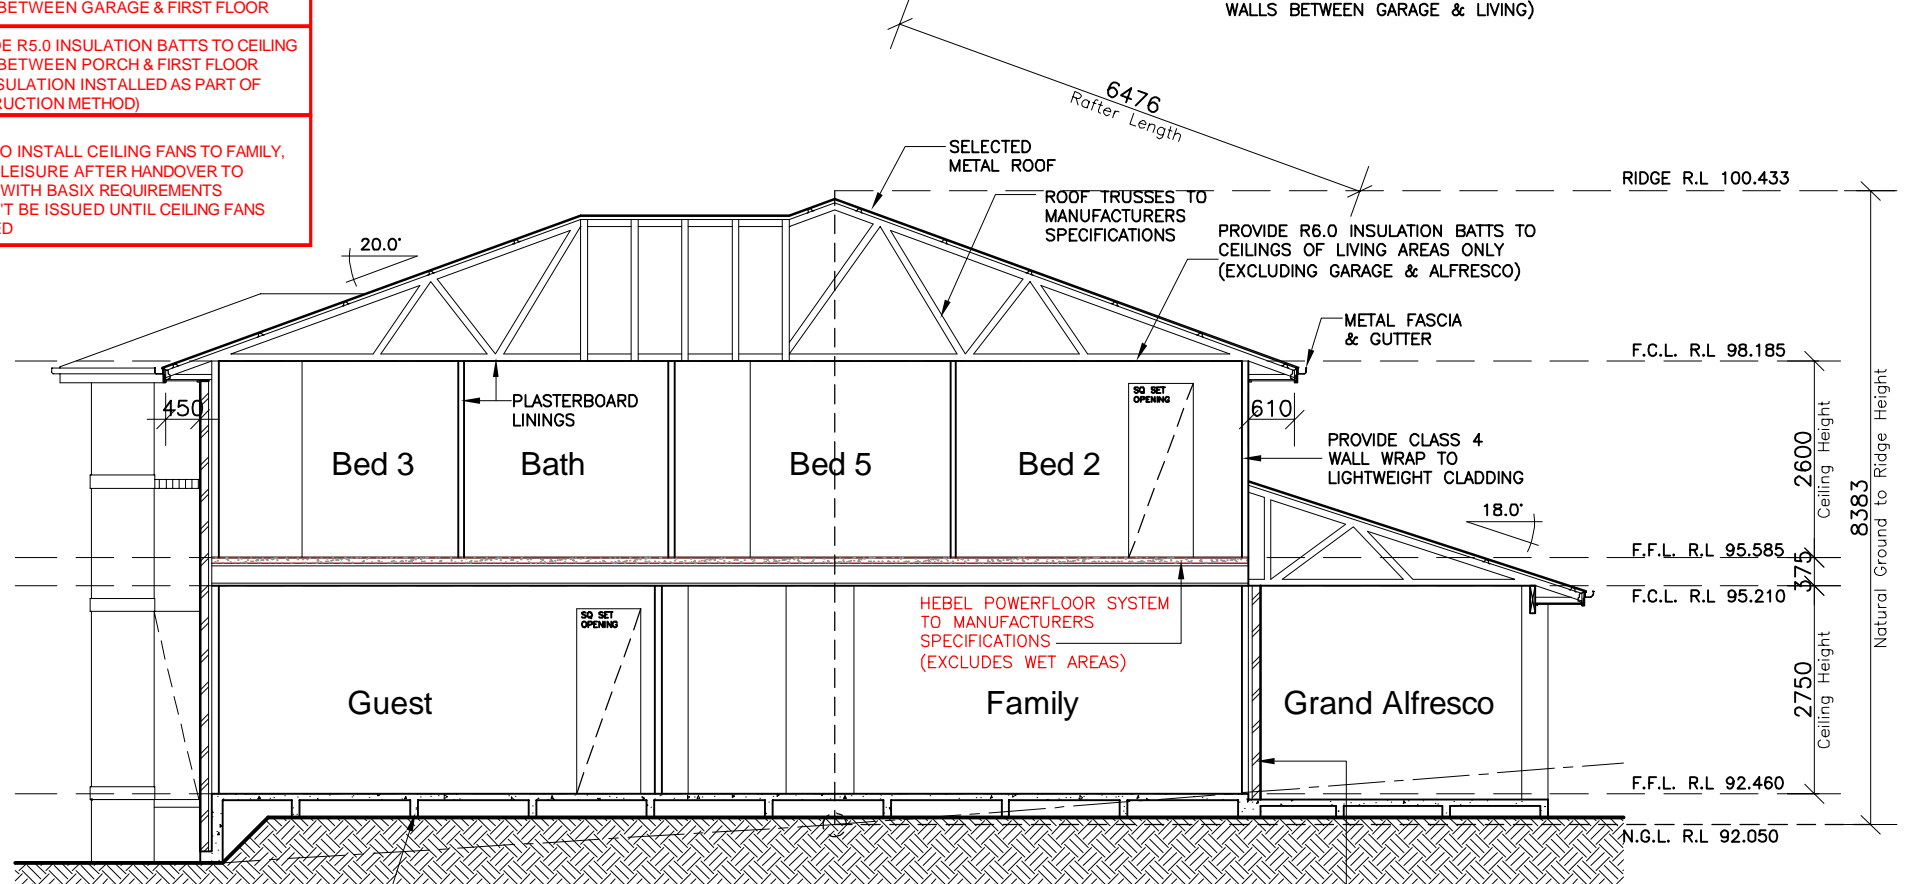 BETWEEN GARAGE & FIRST FLOOR
R5.0 INSULATION BATTS TO CEILING
BETWEEN PORCH & FIRST FLOOR
INSTALLED AS PART OF
METHOD)
INSTALL CEILING FANS TO FAMILY,
LEISURE AFTER HANDOVER TO
WITH BASIX REQUIREMENTS
BE ISSUED UNTIL CEILING FANS
WALLS BETWEEN GARAGE & LIVING)
6476
Rafter Length
SELECTED
METAL ROOF
ROOF TRUSSES TO
MANUFACTURERS
SPECIFICATIONS
PROVIDE R6.0 INSULATION BATTS TO
CEILINGS OF LIVING AREAS ONLY
(EXCLUDING GARAGE & ALFRESCO)
RIDGE R.L 100.433
20.0°
METAL FASCIA
& GUTTER
F.C.L. R.L 98.185
450
PLASTERBOARD
LININGS
SQ SET
OPENING
610
Bed 3
Bath
Bed 5
Bed 2
PROVIDE CLASS 4
WALL WRAP TO
LIGHTWEIGHT CLADDING
2600
Ceiling Height
8383
Natural Ground to Ridge Height
18.0°
F.F.L. R.L 95.585
375
F.C.L. R.L 95.210
HEBEL POWERFLOOR SYSTEM
TO MANUFACTURERS
SPECIFICATIONS
(EXCLUDES WET AREAS)
SQ SET
OPENING
Guest
Family
Grand Alfresco
2750
Ceiling Height
F.F.L. R.L 92.460
N.G.L. R.L 92.050